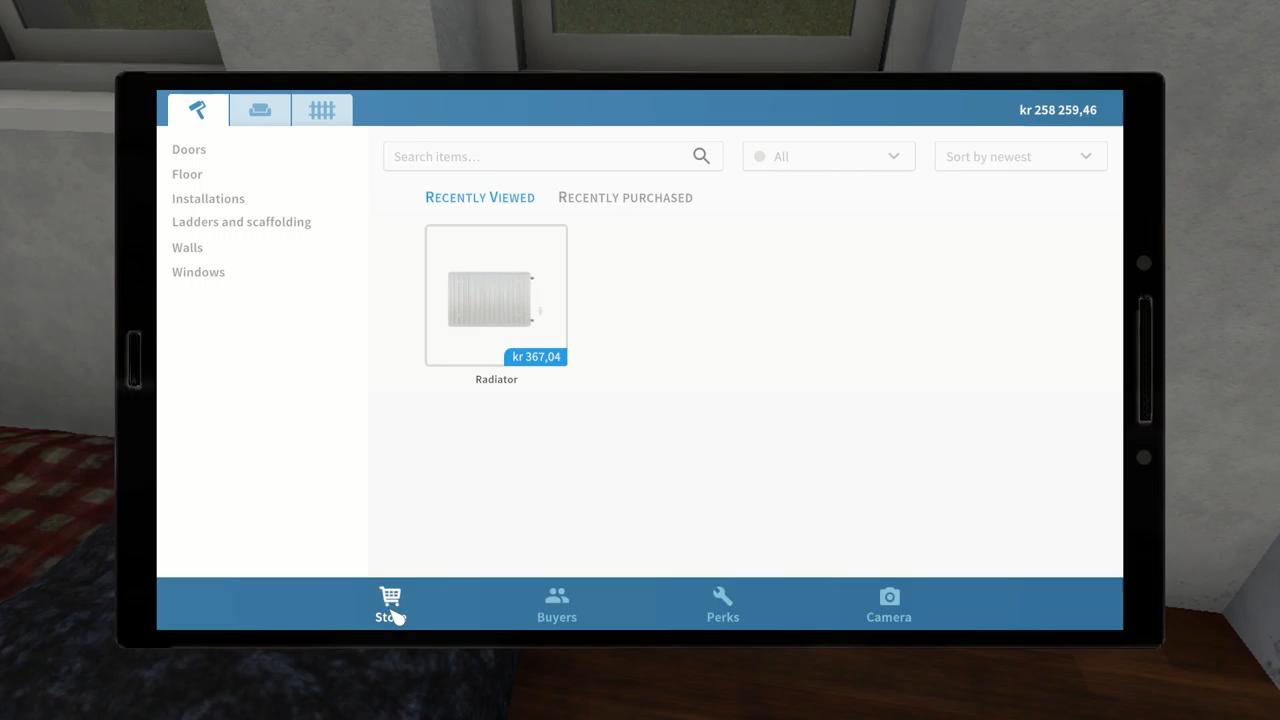 kr 258 259,46
Doors
Floor
Installations
Ladders and scaffolding
Walls
Windows
Search items...
All
Sort by newest
Recently Viewed
Recently purchased
kr 367,04
Radiator
Store
Buyers
Perks
Camera